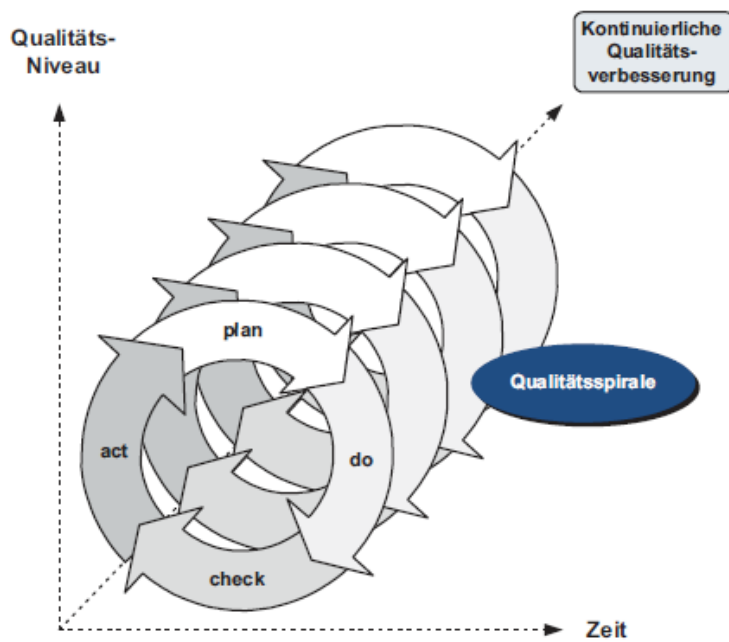 Qualitäts-
Niveau
Kontinuierliche
Qualitäts-
verbesserung
plan
act
do
check
Qualitätsspirale
Zeit